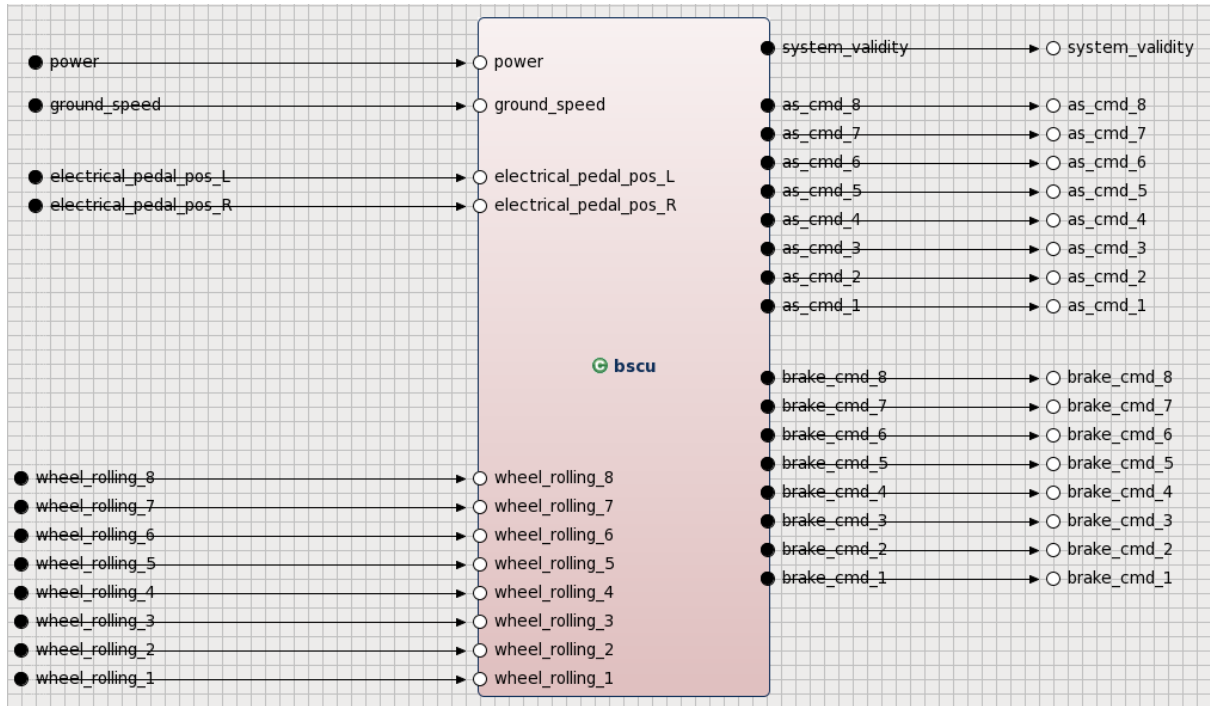 power
ground_speed
electrical_pedal_pos_L
electrical_pedal_pos_R
wheel_rolling_8
wheel_rolling_7
wheel_rolling_6
wheel_rolling_5
wheel_rolling_4
wheel_rolling_3
wheel_rolling_2
wheel_rolling_1
power
ground_speed
electrical_pedal_pos_L
electrical_pedal_pos_R
C bscu
wheel_rolling_8
wheel_rolling_7
wheel_rolling_6
wheel_rolling_5
wheel_rolling_4
wheel_rolling_3
wheel_rolling_2
wheel_rolling_1
system_validity
as_cmd_8
as_cmd_7
as_cmd_6
as_cmd_5
as_cmd_4
as_cmd_3
as_cmd_2
as_cmd_1
brake_cmd_8
brake_cmd_7
brake_cmd_6
brake_cmd_5
brake_cmd_4
brake_cmd_3
brake_cmd_2
brake_cmd_1
system_validity
as_cmd_8
as_cmd_7
as_cmd_6
as_cmd_5
as_cmd_4
as_cmd_3
as_cmd_2
as_cmd_1
brake_cmd_8
brake_cmd_7
brake_cmd_6
brake_cmd_5
brake_cmd_4
brake_cmd_3
brake_cmd_2
brake_cmd_1